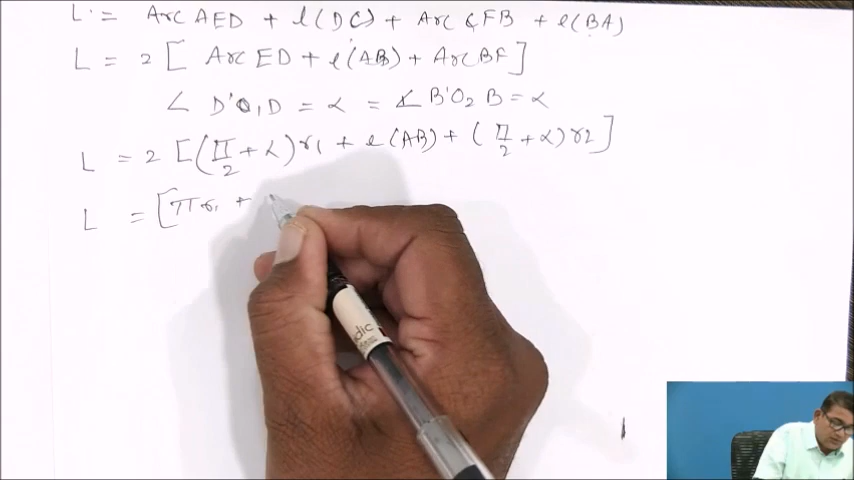 L = Arc AED + l(DC) + Arc CFB + l(BA)
L = 2 [ Arc ED + l(AB) + Arc BF ]
∠ D'O₁D = α = ∠ B'O₂B = α
L = 2 [(π/2 + α) r₁ + l(AB) + (π/2 + α) r₂ ]
L = [ π r₁ +